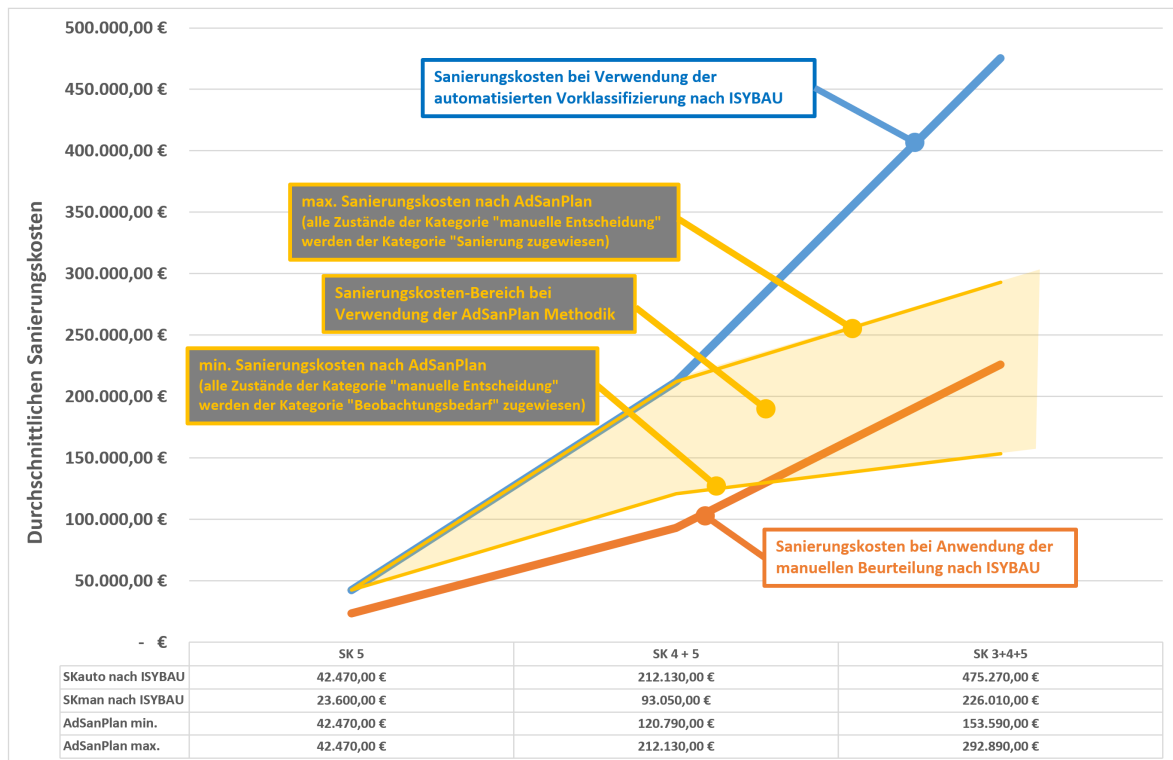 500.000,00 €
450.000,00 €
400.000,00 €
350.000,00 €
300.000,00 €
250.000,00 €
200.000,00 €
150.000,00 €
100.000,00 €
50.000,00 €
- €
Durchschnittlichen Sanierungskosten
Sanierungskosten bei Verwendung der
automatisierten Vorklassifizierung nach ISYBAU
max. Sanierungskosten nach AdSanPlan
(alle Zustände der Kategorie "manuelle Entscheidung"
werden der Kategorie "Sanierung zugewiesen)
Sanierungskosten-Bereich bei
Verwendung der AdSanPlan Methodik
min. Sanierungskosten nach AdSanPlan
(alle Zustände der Kategorie "manuelle Entscheidung"
werden der Kategorie "Beobachtungsbedarf" zugewiesen)
Sanierungskosten bei Anwendung der
manuellen Beurteilung nach ISYBAU
SK 5 SK 4 + 5 SK 3+4+5
SKauto nach ISYBAU 42.470,00 € 212.130,00 € 475.270,00 €
SKman nach ISYBAU 23.600,00 € 93.050,00 € 226.010,00 €
AdSanPlan min. 42.470,00 € 120.790,00 € 153.590,00 €
AdSanPlan max. 42.470,00 € 212.130,00 € 292.890,00 €